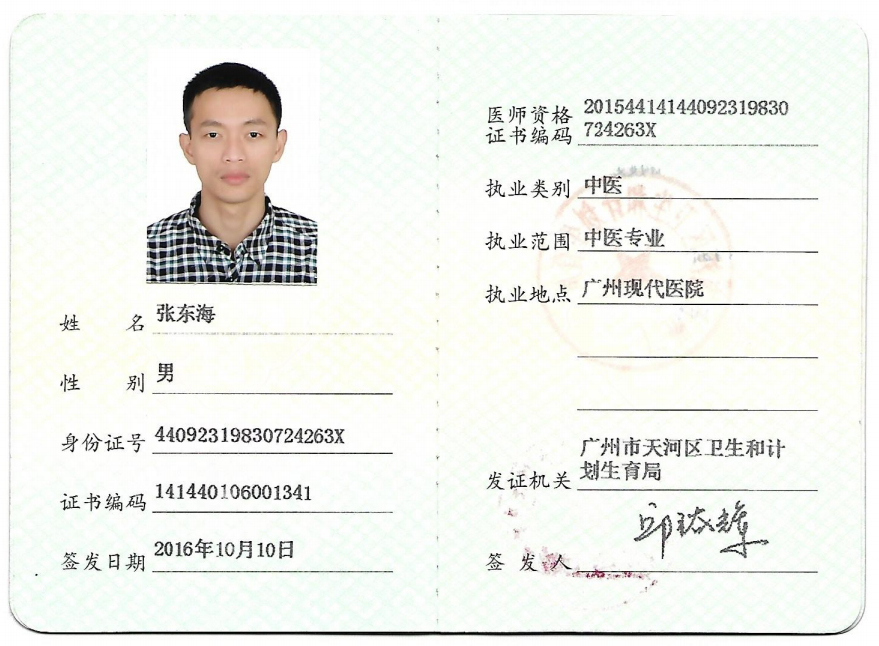 姓 名 张东海
性 别 男
身份证号 44092319830724263X
证书编码 141440106001341
签发日期 2016年10月10日
医师资格 20154414144092319830
证书编码 724263X
执业类别 中医
执业范围 中医专业
执业地点 广州现代医院
广州市天河区卫生和计
发证机关 划生育局
签 发 人